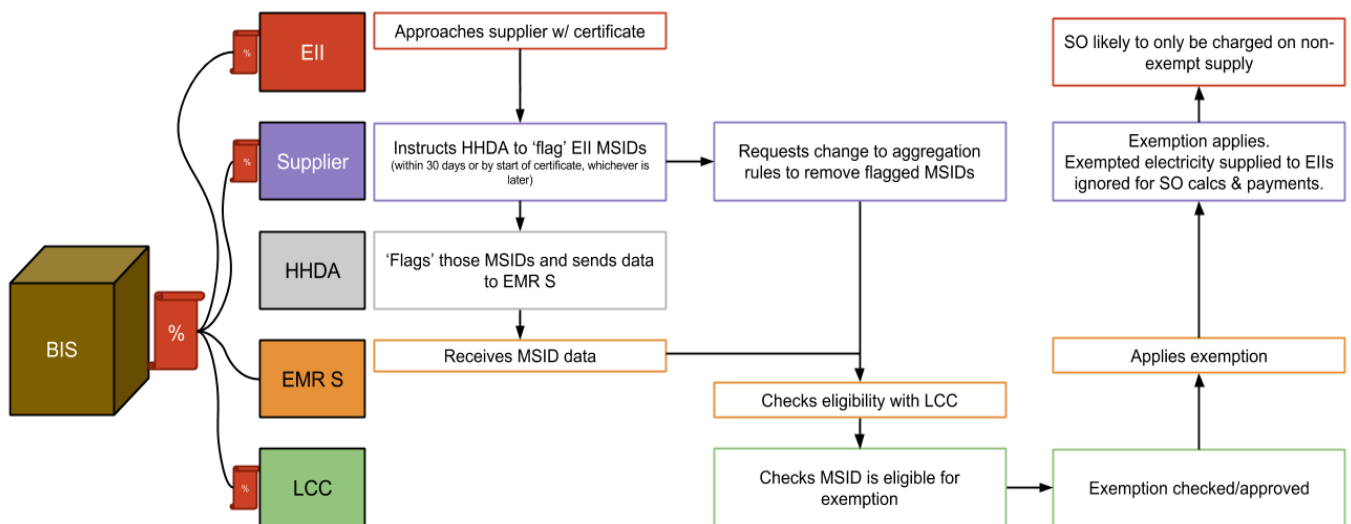 EII
%
Approaches supplier w/ certificate
SO likely to only be charged on non-
exempt supply
Supplier
%
Instructs HHDA to ‘flag’ EII MSIDs
(within 30 days or by start of certificate, whichever is
later)
Requests change to aggregation
rules to remove flagged MSIDs
Exemption applies.
Exempted electricity supplied to EIIs
ignored for SO calcs & payments.
HHDA
‘Flags’ those MSIDs and sends data
to EMR S
BIS
%
EMR S
Receives MSID data
Applies exemption
Checks eligibility with LCC
LCC
%
Checks MSID is eligible for
exemption
Exemption checked/approved